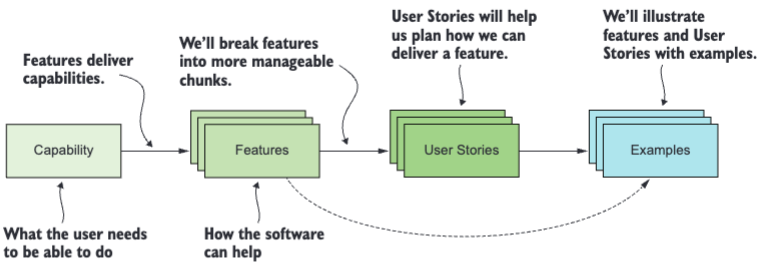 Features deliver
capabilities.
We'll break features
into more manageable
chunks.
User Stories will help
us plan how we can
deliver a feature.
We'll illustrate
features and User
Stories with examples.
Capability
Features
User Stories
Examples
What the user needs
to be able to do
How the software
can help